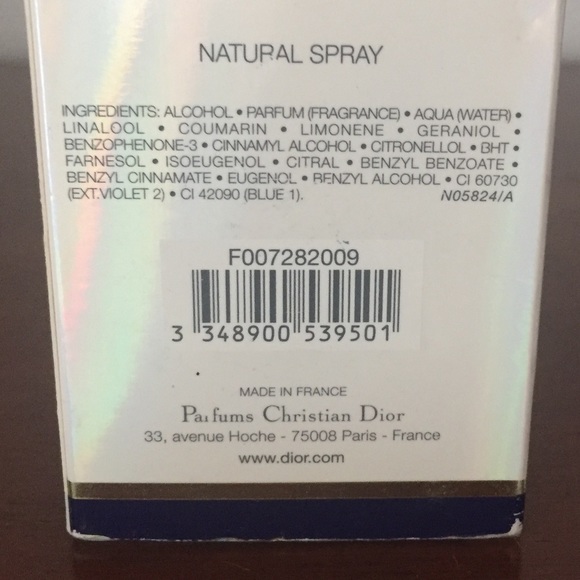 NATURAL SPRAY
INGREDIENTS: ALCOHOL • PARFUM (FRAGRANCE) • AQUA (WATER) •
LINALOOL • COUMARIN • LIMONENE • GERANIOL •
BENZOPHENONE-3 • CINNAMYL ALCOHOL • CITRONELLOL • BHT •
FARNESOL • ISOEUGENOL • CITRAL • BENZYL BENZOATE •
BENZYL CINNAMATE • EUGENOL • BENZYL ALCOHOL • CI 60730
(EXT.VIOLET 2) • CI 42090 (BLUE 1). N05824/A
F007282009
3 348900 539501
MADE IN FRANCE
Parfums Christian Dior
33, avenue Hoche - 75008 Paris - France
www.dior.com